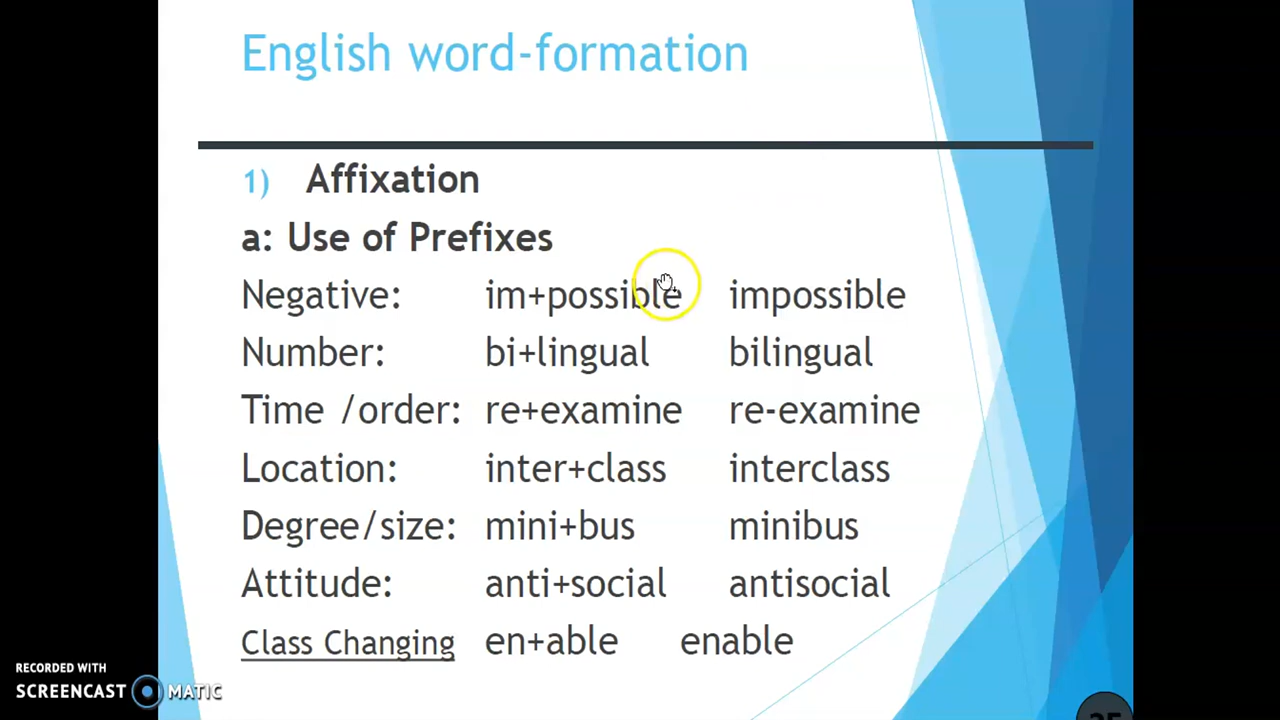 English word-formation
1) Affixation
a: Use of Prefixes
Negative: im+possible impossible
Number: bi+lingual bilingual
Time /order: re+examine re-examine
Location: inter+class interclass
Degree/size: mini+bus minibus
Attitude: anti+social antisocial
Class Changing en+able enable
RECORDED WITH
SCREENCAST MATIC